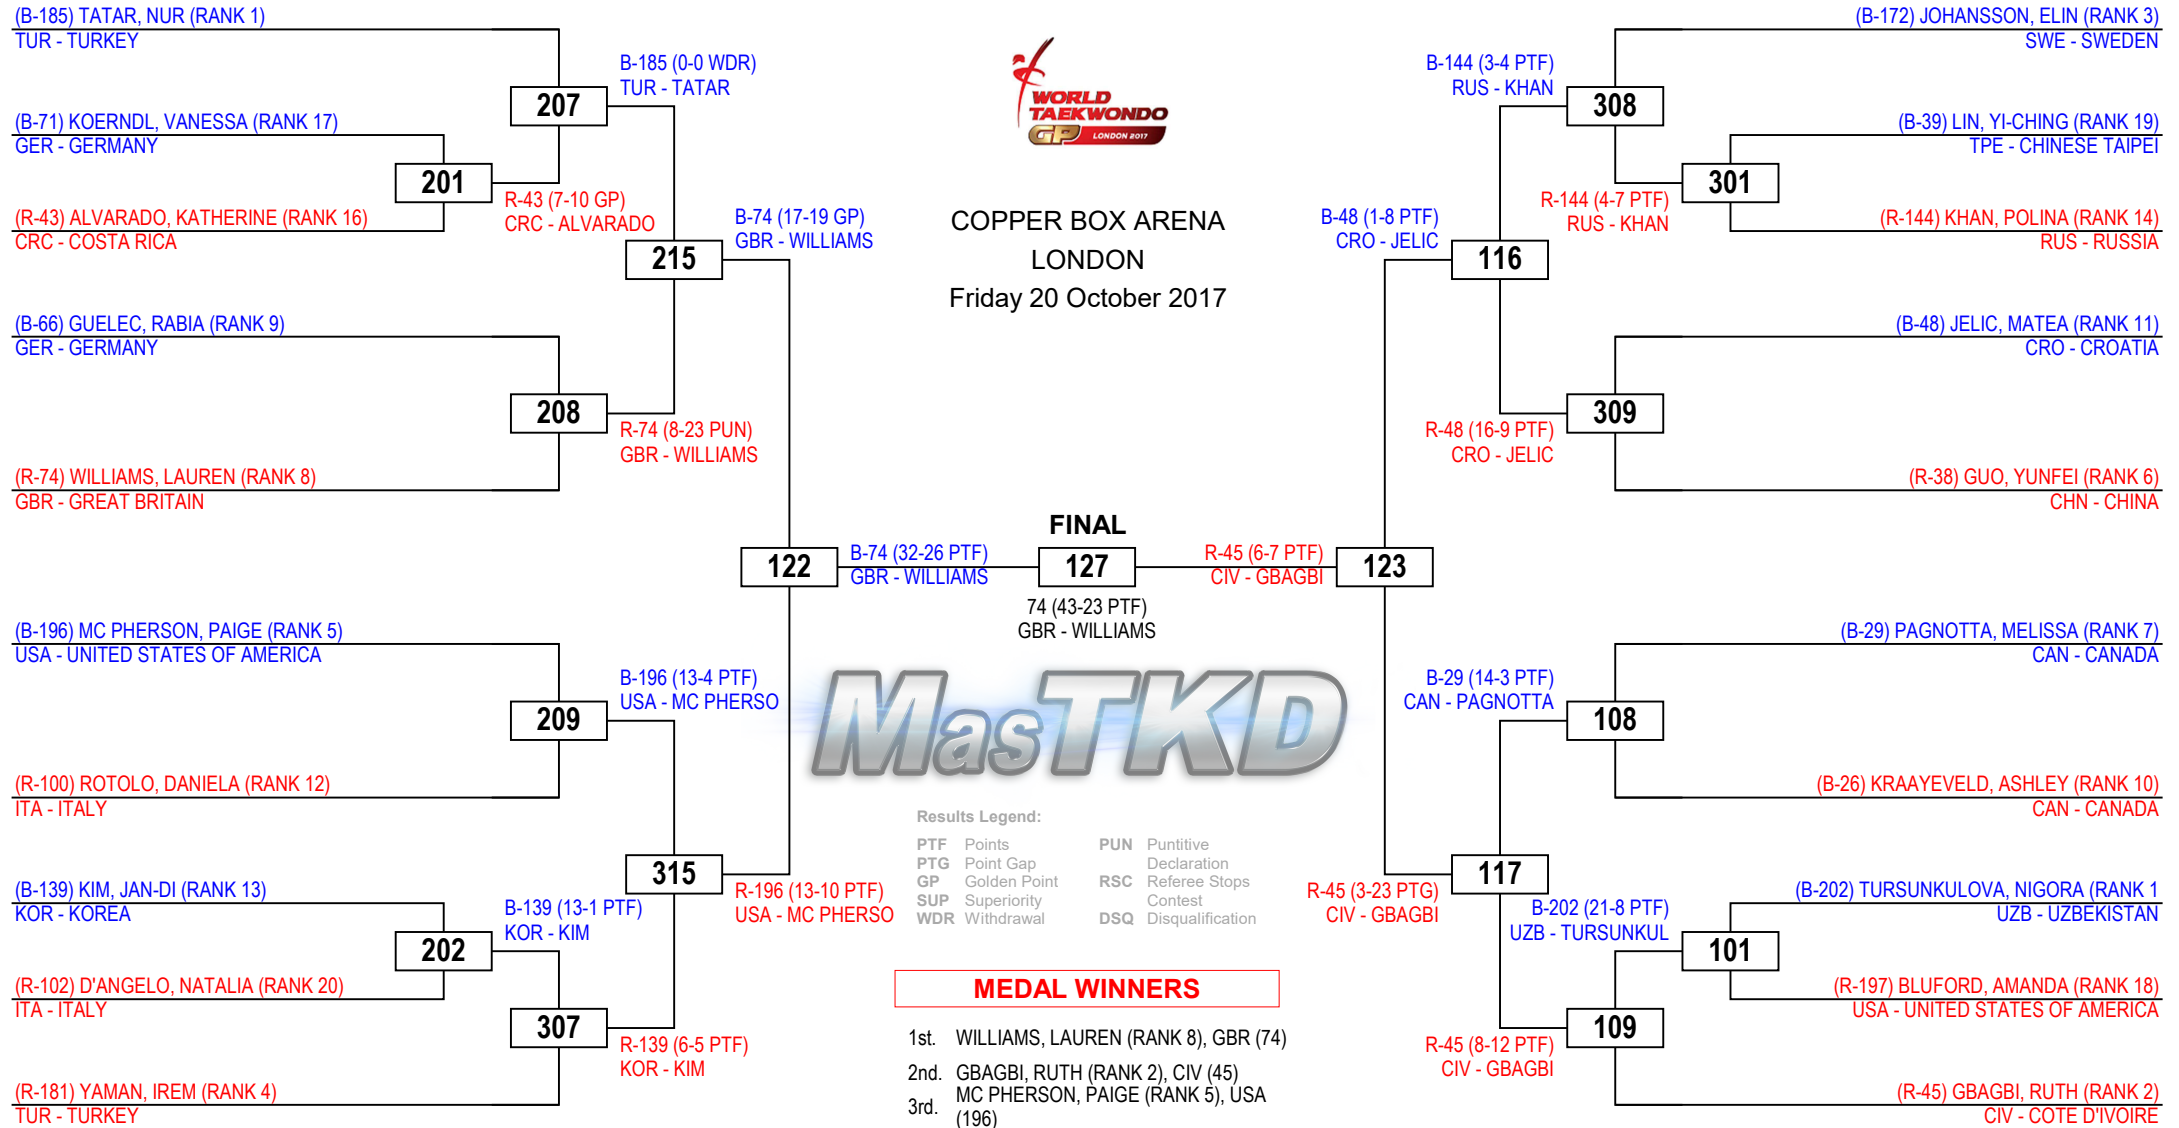 (B-185) TATAR, NUR (RANK 1)
TUR - TURKEY
B-185 (0-0 WDR)
TUR - TATAR
207
(B-71) KOERNDL, VANESSA (RANK 17)
GER - GERMANY
201
R-43 (7-10 GP)
CRC - ALVARADO
(R-43) ALVARADO, KATHERINE (RANK 16)
CRC - COSTA RICA
B-74 (17-19 GP)
GBR - WILLIAMS
215
(B-66) GUELEC, RABIA (RANK 9)
GER - GERMANY
208
R-74 (8-23 PUN)
GBR - WILLIAMS
(R-74) WILLIAMS, LAUREN (RANK 8)
GBR - GREAT BRITAIN
122
B-74 (32-26 PTF)
GBR - WILLIAMS
(B-196) MC PHERSON, PAIGE (RANK 5)
USA - UNITED STATES OF AMERICA
B-196 (13-4 PTF)
USA - MC PHERSO
209
(R-100) ROTOLO, DANIELA (RANK 12)
ITA - ITALY
315
R-196 (13-10 PTF)
USA - MC PHERSO
(B-139) KIM, JAN-DI (RANK 13)
KOR - KOREA
B-139 (13-1 PTF)
KOR - KIM
202
(R-102) D'ANGELO, NATALIA (RANK 20)
ITA - ITALY
307
R-139 (6-5 PTF)
KOR - KIM
(R-181) YAMAN, IREM (RANK 4)
TUR - TURKEY
WORLD
TAEKWONDO
GP LONDON 2017
COPPER BOX ARENA
LONDON
Friday 20 October 2017
FINAL
127
74 (43-23 PTF)
GBR - WILLIAMS
MasTKD
Results Legend:
PTF Points
PTG Point Gap
GP Golden Point
SUP Superiority
WDR Withdrawal
PUN Puntitive
Declaration
RSC Referee Stops
Contest
DSQ Disqualification
MEDAL WINNERS
1st. WILLIAMS, LAUREN (RANK 8), GBR (74)
2nd. GBAGBI, RUTH (RANK 2), CIV (45)
3rd. MC PHERSON, PAIGE (RANK 5), USA
(196)
(B-172) JOHANSSON, ELIN (RANK 3)
SWE - SWEDEN
B-144 (3-4 PTF)
RUS - KHAN
308
(B-39) LIN, YI-CHING (RANK 19)
TPE - CHINESE TAIPEI
301
R-144 (4-7 PTF)
RUS - KHAN
(R-144) KHAN, POLINA (RANK 14)
RUS - RUSSIA
B-48 (1-8 PTF)
CRO - JELIC
116
(B-48) JELIC, MATEA (RANK 11)
CRO - CROATIA
309
R-48 (16-9 PTF)
CRO - JELIC
(R-38) GUO, YUNFEI (RANK 6)
CHN - CHINA
R-45 (6-7 PTF)
CIV - GBAGBI
123
(B-29) PAGNOTTA, MELISSA (RANK 7)
CAN - CANADA
B-29 (14-3 PTF)
CAN - PAGNOTTA
108
(B-26) KRAAYEVELD, ASHLEY (RANK 10)
CAN - CANADA
117
R-45 (3-23 PTG)
CIV - GBAGBI
(B-202) TURSUNKULOVA, NIGORA (RANK 1
UZB - UZBEKISTAN
B-202 (21-8 PTF)
UZB - TURSUNKUL
101
(R-197) BLUFORD, AMANDA (RANK 18)
USA - UNITED STATES OF AMERICA
109
R-45 (8-12 PTF)
CIV - GBAGBI
(R-45) GBAGBI, RUTH (RANK 2)
CIV - COTE D'IVOIRE